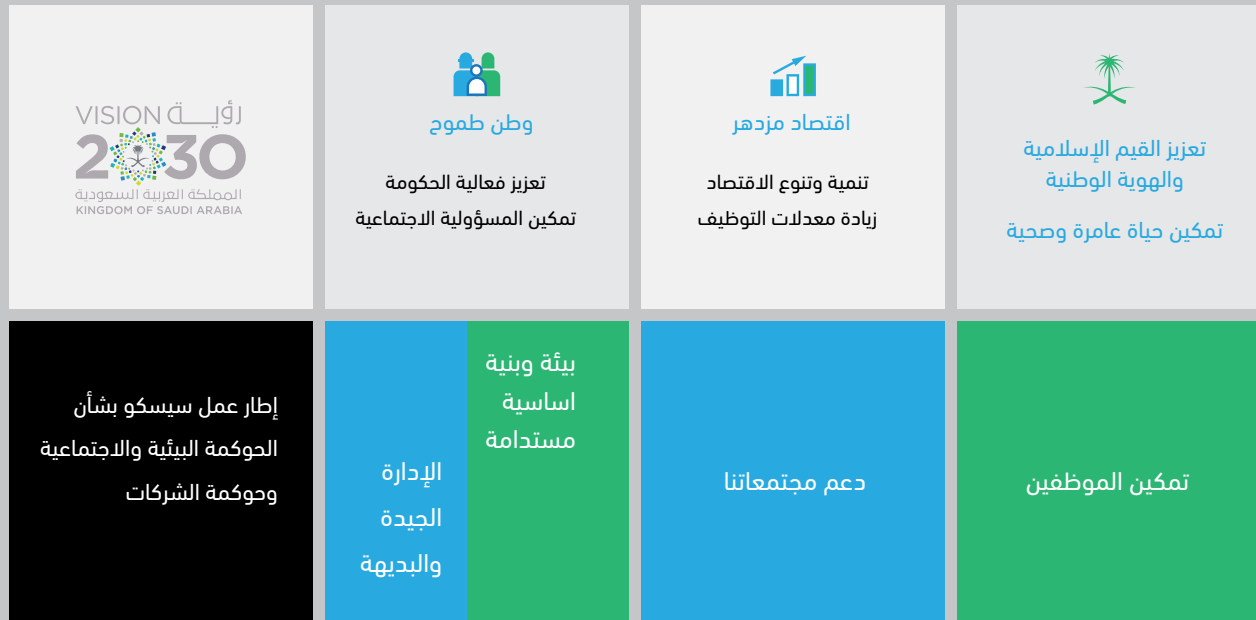 تعزيز القيم الإسلامية
والهوية الوطنية
تمكين حياة عامرة وصحية
اقتصاد مزدهر
تنمية وتنوع الاقتصاد
زيادة معدلات التوظيف
وطن طموح
تعزيز فعالية الحكومة
تمكين المسؤولية الاجتماعية
VISION رؤيــــة
2030
المملكة العربية السعودية
KINGDOM OF SAUDI ARABIA
تمكين الموظفين
دعم مجتمعاتنا
بيئة وبنية
اساسية
مستدامة
الإدارة
الجيدة
والبديهة
إطار عمل سيسكو بشأن
الحوكمة البيئية والاجتماعية
وحوكمة الشركات